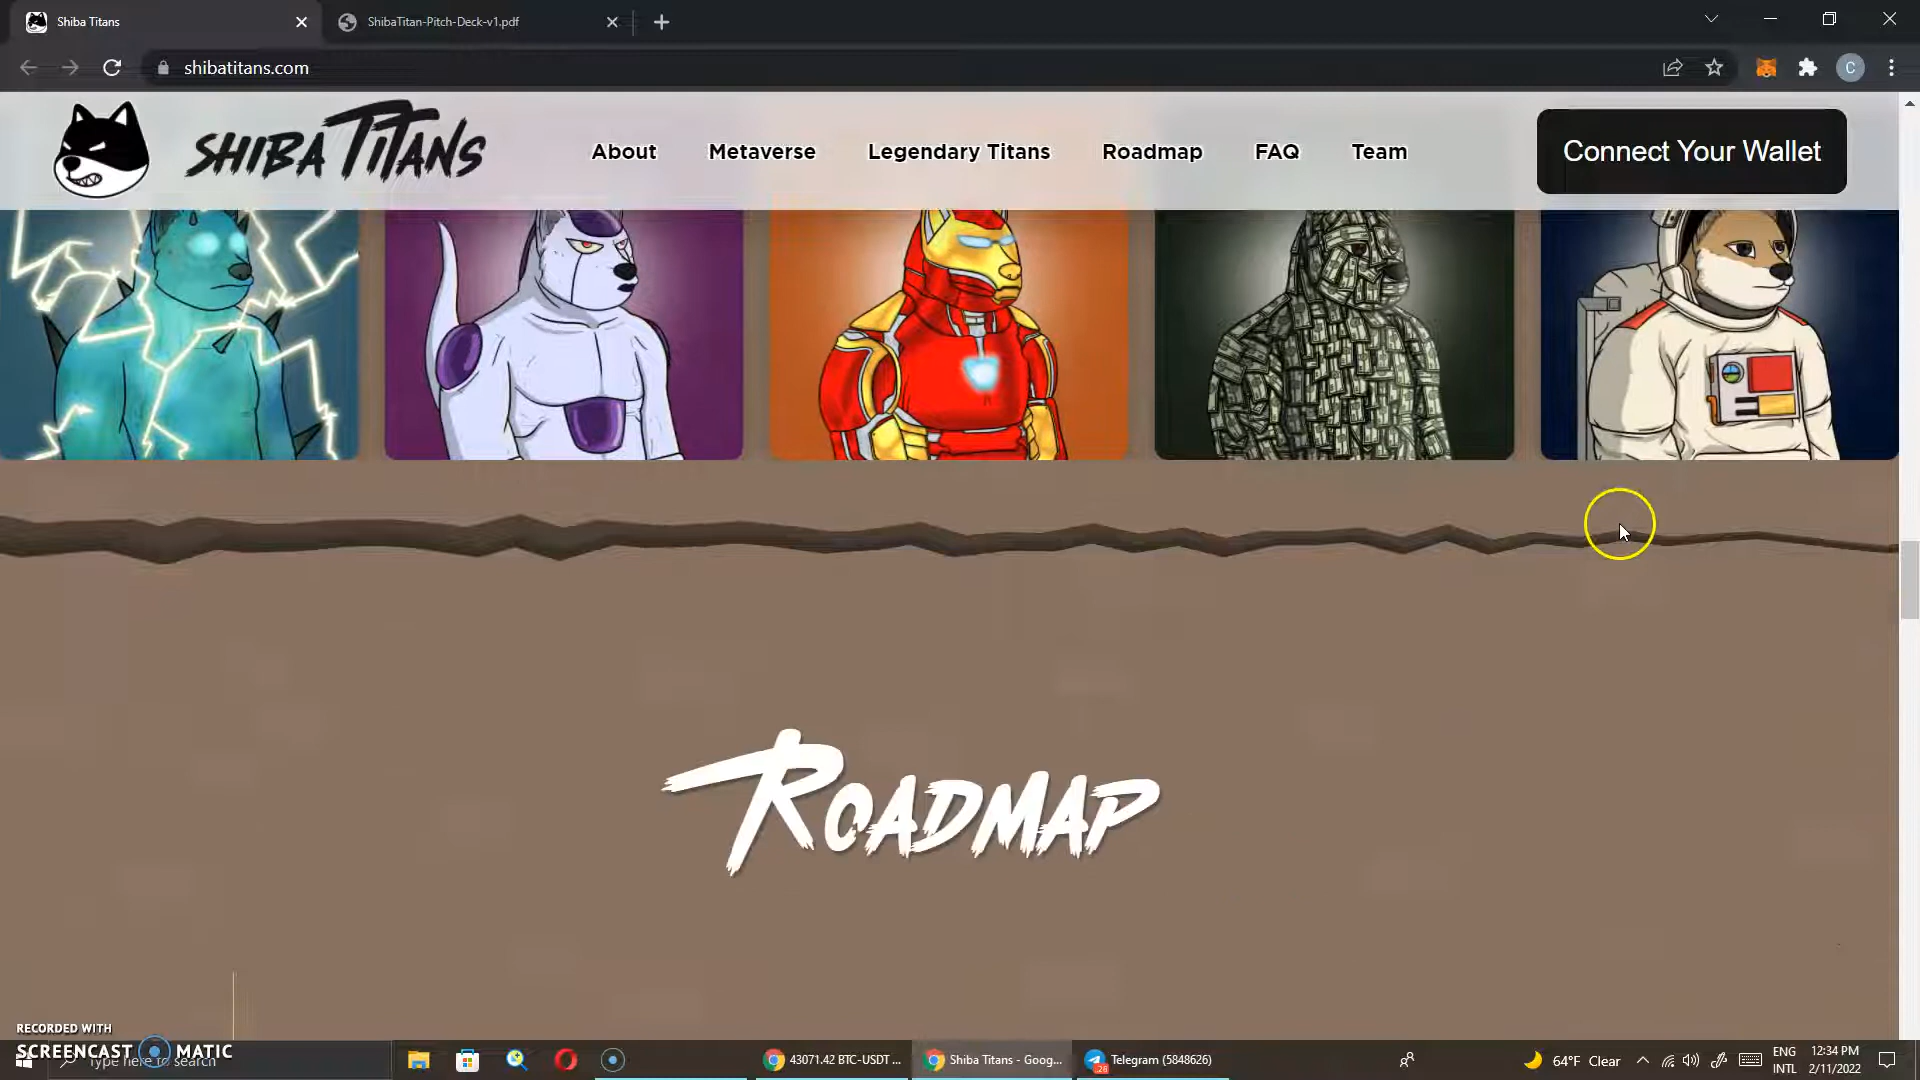 Shiba Titans
ShibaTitan-Pitch-Deck-v1.pdf
shibatitans.com
C
SHIBA TITANS
About
Metaverse
Legendary Titans
Roadmap
FAQ
Team
Connect Your Wallet
ROADMAP
RECORDED WITH
SCREENCAST MATIC
Type here to search
43071.42 BTC-USDT ...
Shiba Titans - Goog...
Telegram (5848626)
64°F Clear
ENG
INTL
12:34 PM
2/11/2022